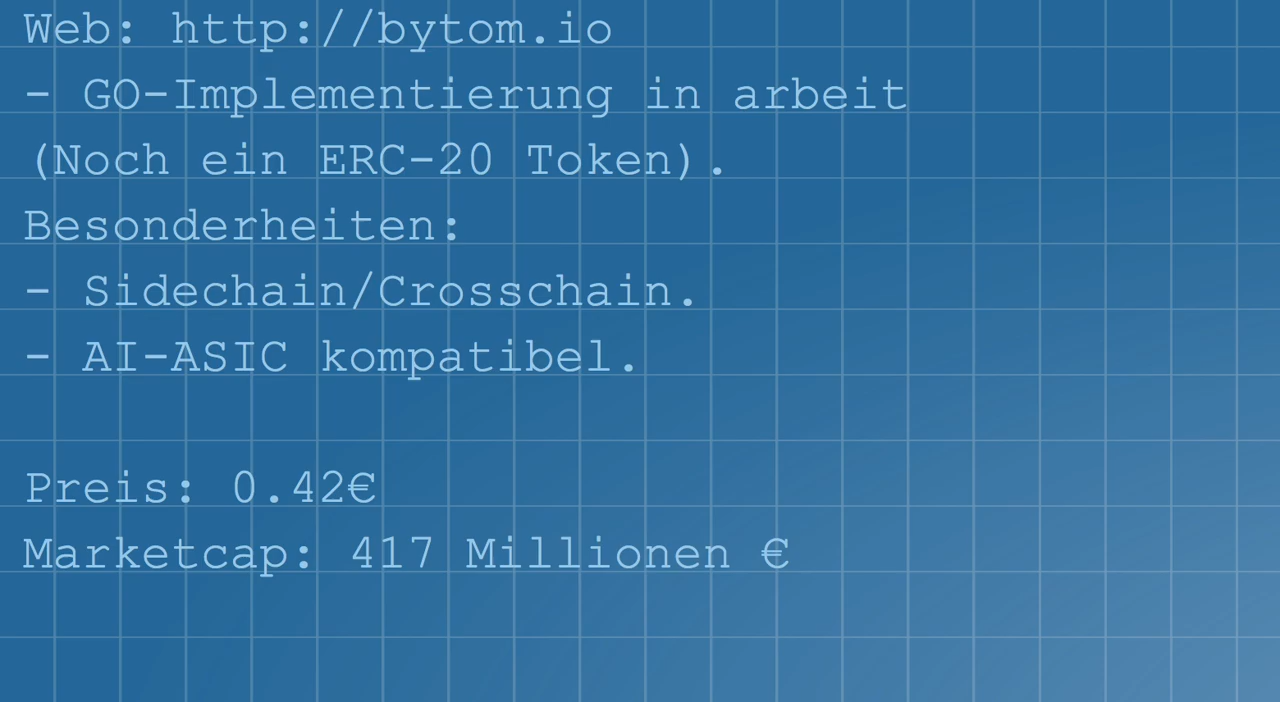 Web: http://bytom.io
- GO-Implementierung in arbeit
(Noch ein ERC-20 Token).
Besonderheiten:
- Sidechain/Crosschain.
- AI-ASIC kompatibel.
Preis: 0.42€
Marketcap: 417 Millionen €